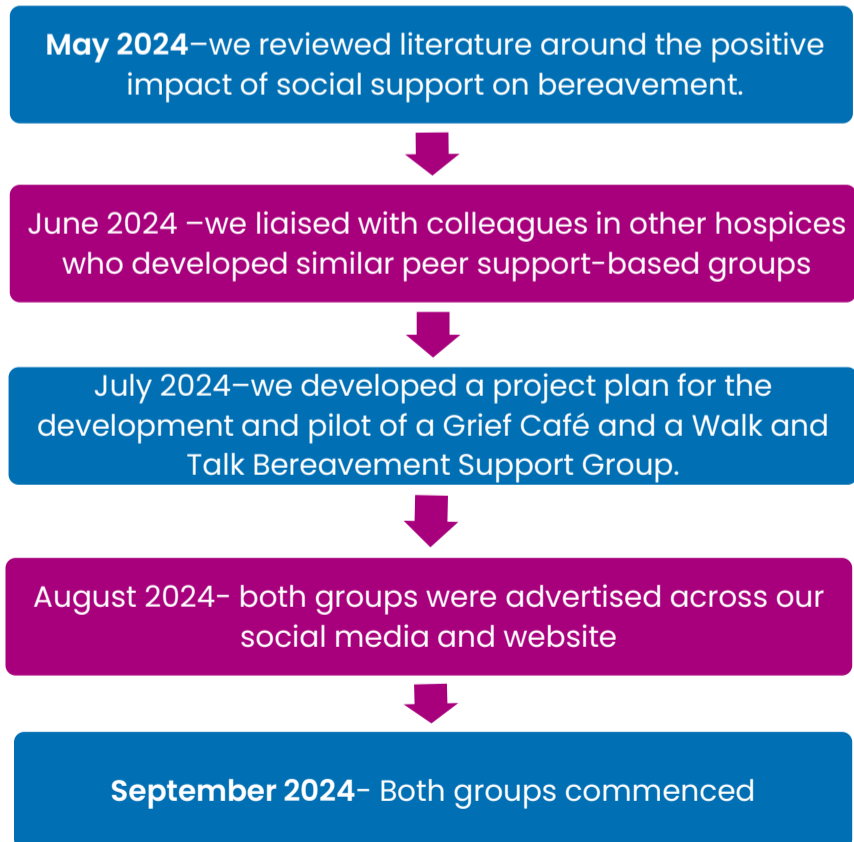 May 2024–we reviewed literature around the positive
impact of social support on bereavement.
June 2024 –we liaised with colleagues in other hospices
who developed similar peer support-based groups
July 2024–we developed a project plan for the
development and pilot of a Grief Café and a Walk and
Talk Bereavement Support Group.
August 2024- both groups were advertised across our
social media and website
September 2024- Both groups commenced